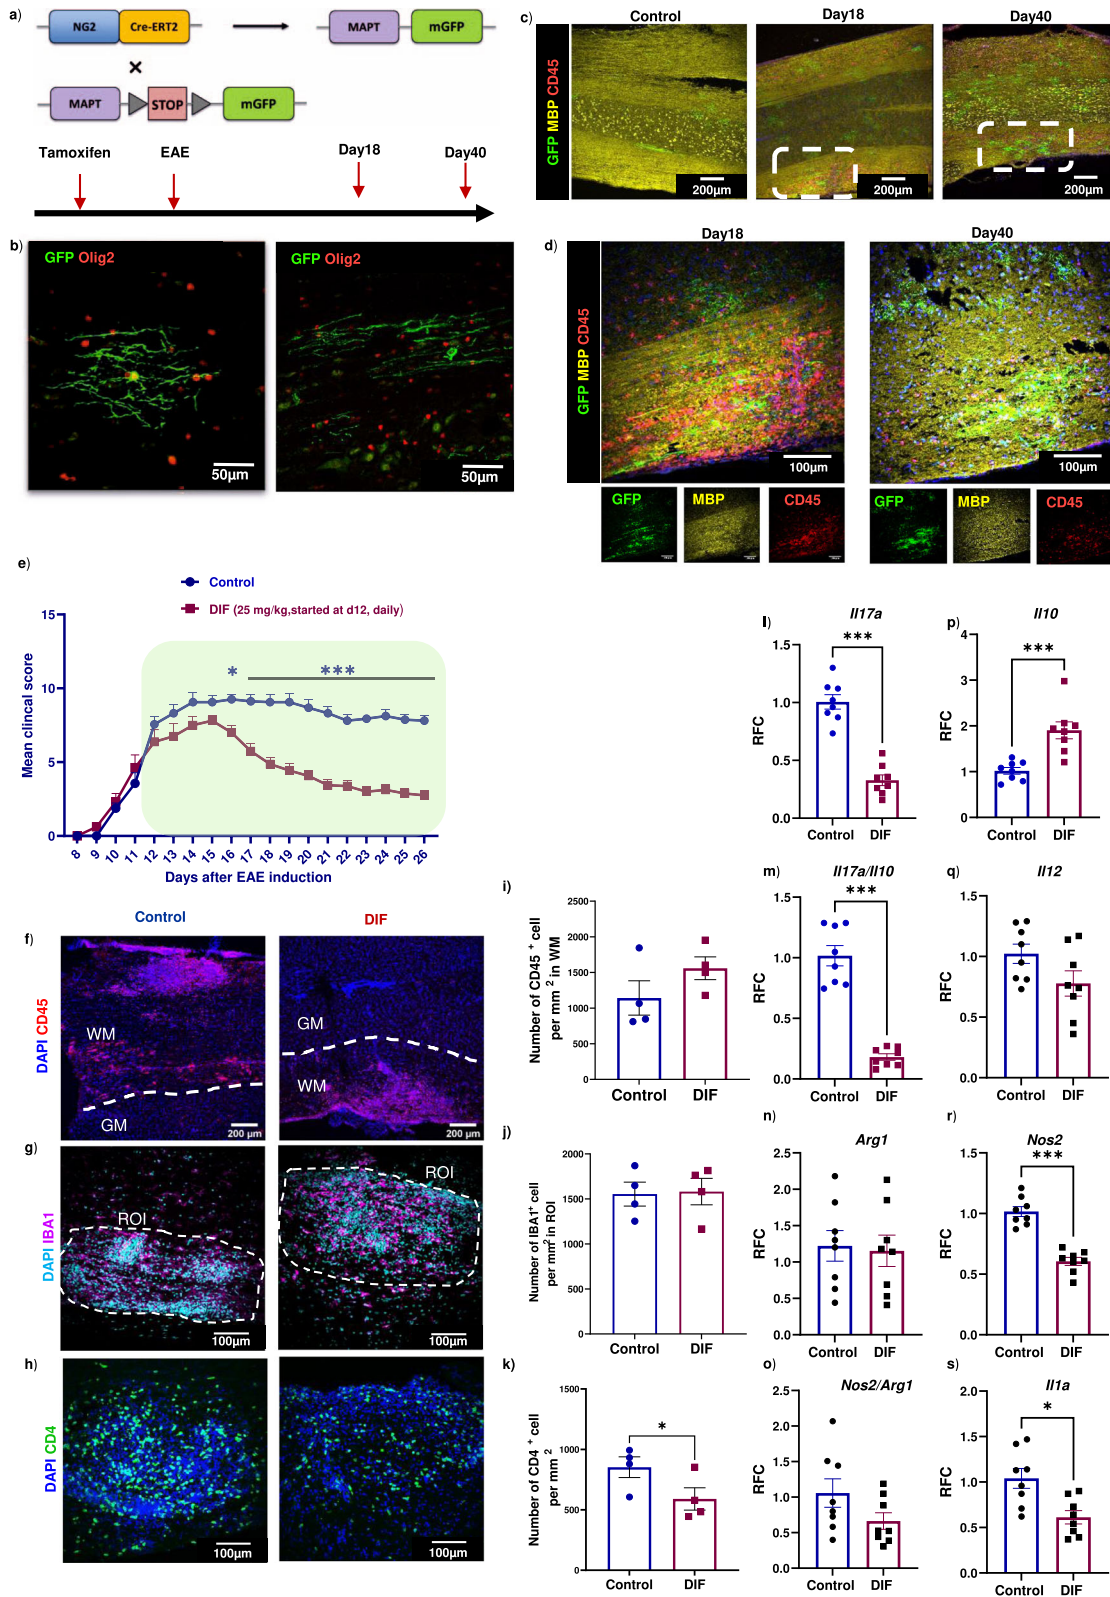 a)
NG2
Cre-ERT2
MAPT
mGFP
×
MAPT
STOP
mGFP
Tamoxifen
EAE
Day18
Day40
b)
GFP Olig2
50µm
GFP Olig2
50µm
c)
Control
Day18
Day40
GFP MBP CD45
200µm
200µm
200µm
d)
Day18
Day40
GFP MBP CD45
100µm
100µm
GFP
MBP
CD45
GFP
MBP
CD45
e)
Control
DIF (25 mg/kg,started at d12, daily)
Mean clincal score
15
10
5
0
*
***
8 9 10 11 12 13 14 15 16 17 18 19 20 21 22 23 24 25 26
Days after EAE induction
Control
DIF
f)
DAPI CD45
WM
GM
200 µm
GM
WM
200 µm
g)
DAPI IBA1
ROI
100µm
ROI
100µm
h)
DAPI CD4
100µm
100µm
i)
Number of CD45 + cell
per mm 2 in WM
2500
2000
1500
1000
500
0
Control
DIF
j)
Number of IBA1+ cell
per mm2 in ROI
2000
1500
1000
500
0
Control
DIF
k)
Number of CD4 + cell
per mm 2
1500
1000
500
0
*
Control
DIF
l)
Il17a
RFC
1.5
1.0
0.5
0.0
***
Control
DIF
m)
Il17a/Il10
RFC
1.5
1.0
0.5
0.0
***
Control
DIF
n)
Arg1
RFC
2.5
2.0
1.5
1.0
0.5
0.0
Control
DIF
o)
Nos2/Arg1
RFC
2.5
2.0
1.5
1.0
0.5
0.0
Control
DIF
p)
Il10
RFC
4
3
2
1
0
***
Control
DIF
q)
Il12
RFC
1.5
1.0
0.5
0.0
Control
DIF
r)
Nos2
RFC
1.5
1.0
0.5
0.0
***
Control
DIF
s)
Il1a
RFC
2.0
1.5
1.0
0.5
0.0
*
Control
DIF